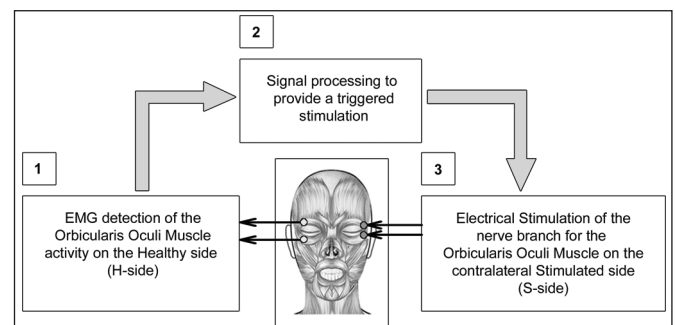 2
Signal processing to
provide a triggered
stimulation
1
EMG detection of the
Orbicularis Oculi Muscle
activity on the Healthy side
(H-side)
3
Electrical Stimulation of the
nerve branch for the
Orbicularis Oculi Muscle on the
contralateral Stimulated side
(S-side)